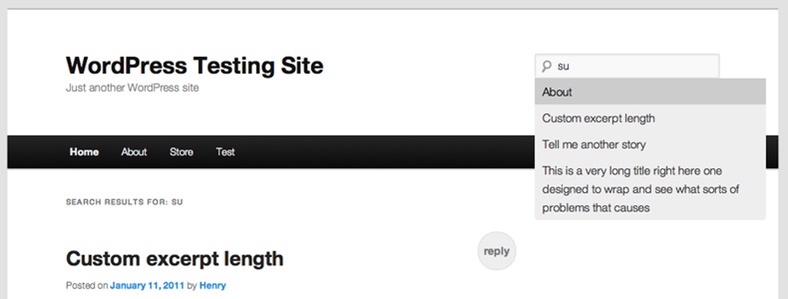 WordPress Testing Site
Just another WordPress site
su
About
Custom excerpt length
Tell me another story
This is a very long title right here one
designed to wrap and see what sorts of
problems that causes
Home About Store Test
SEARCH RESULTS FOR: SU
Custom excerpt length
reply
Posted on January 11, 2011 by Henry